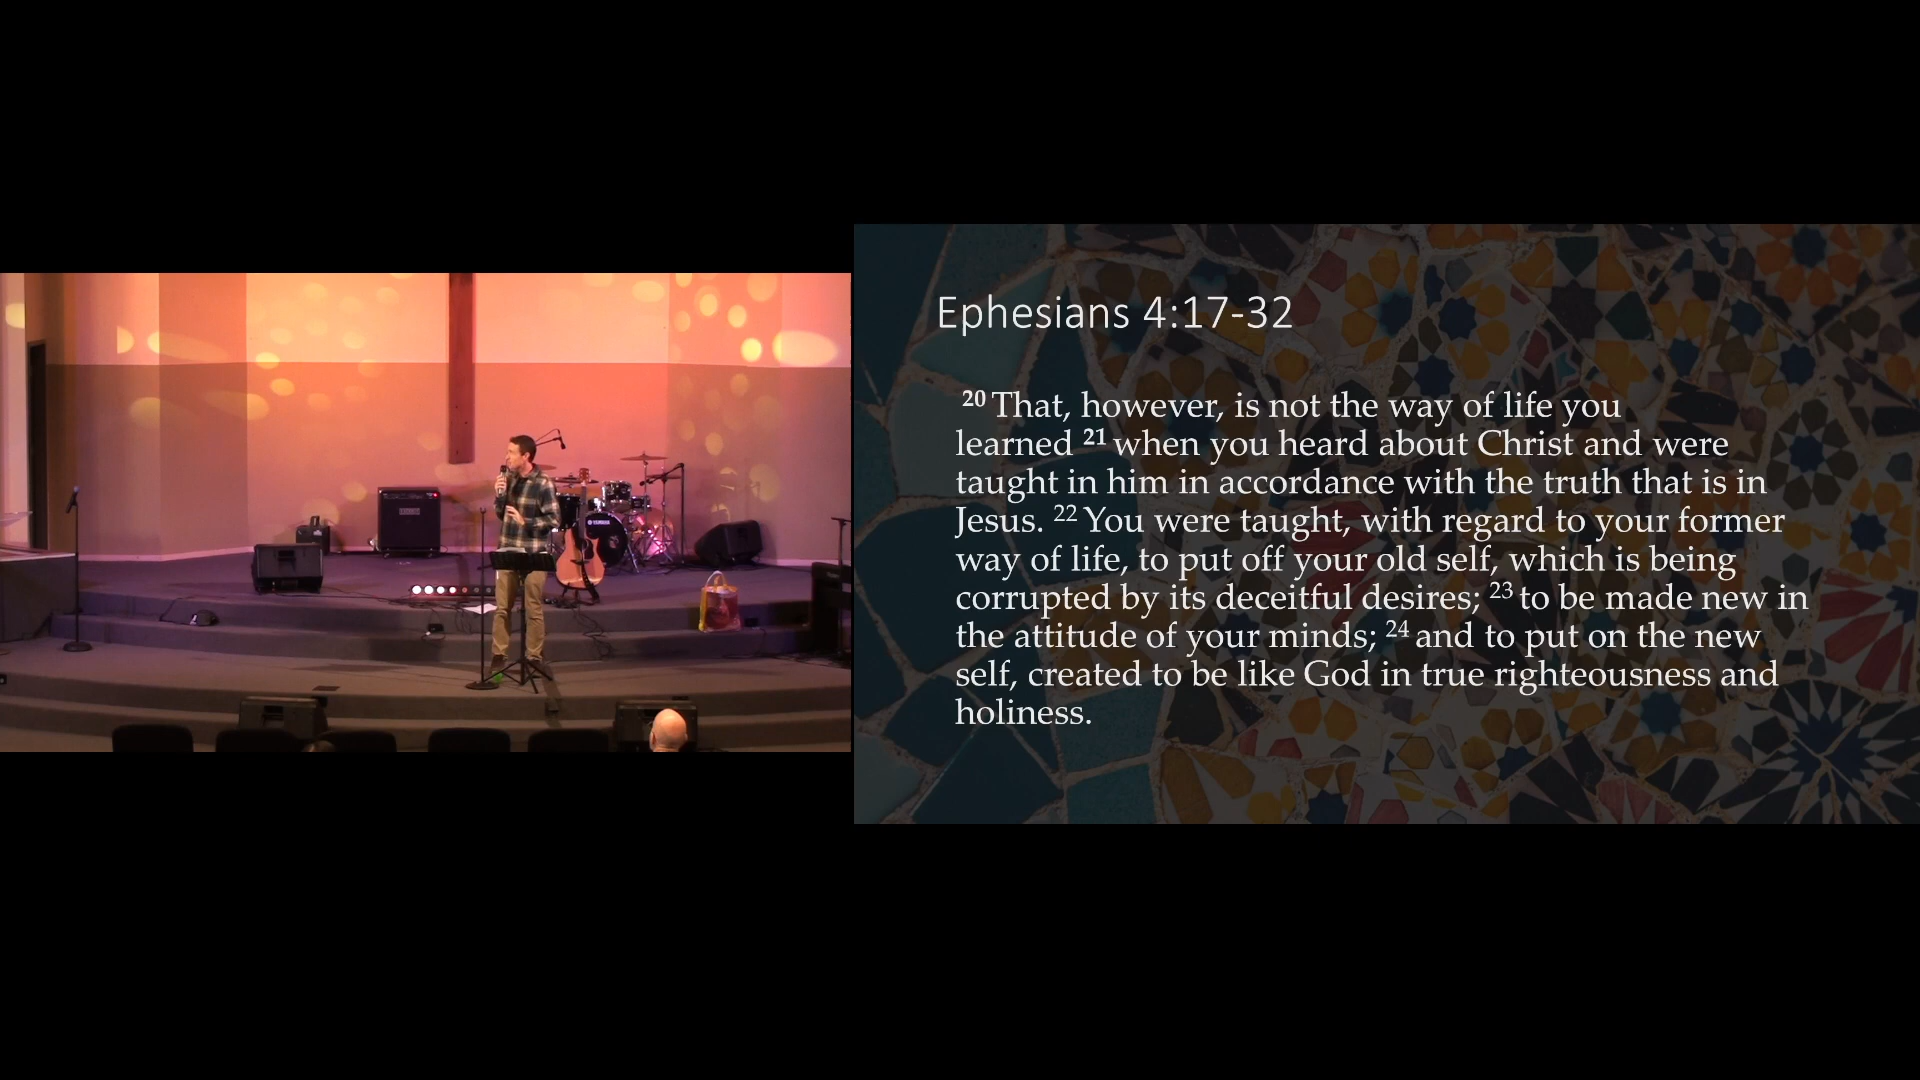 Ephesians 4:17-32
20 That, however, is not the way of life you
learned 21 when you heard about Christ and were
taught in him in accordance with the truth that is in
Jesus. 22 You were taught, with regard to your former
way of life, to put off your old self, which is being
corrupted by its deceitful desires; 23 to be made new in
the attitude of your minds; 24 and to put on the new
self, created to be like God in true righteousness and
holiness.